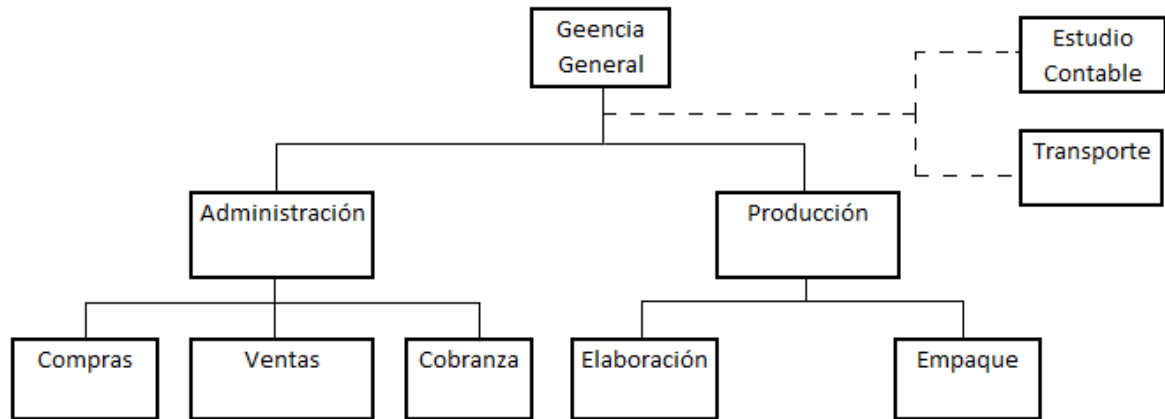 Geencia
General
Estudio
Contable
Transporte
Administración
Producción
Compras
Ventas
Cobranza
Elaboración
Empaque